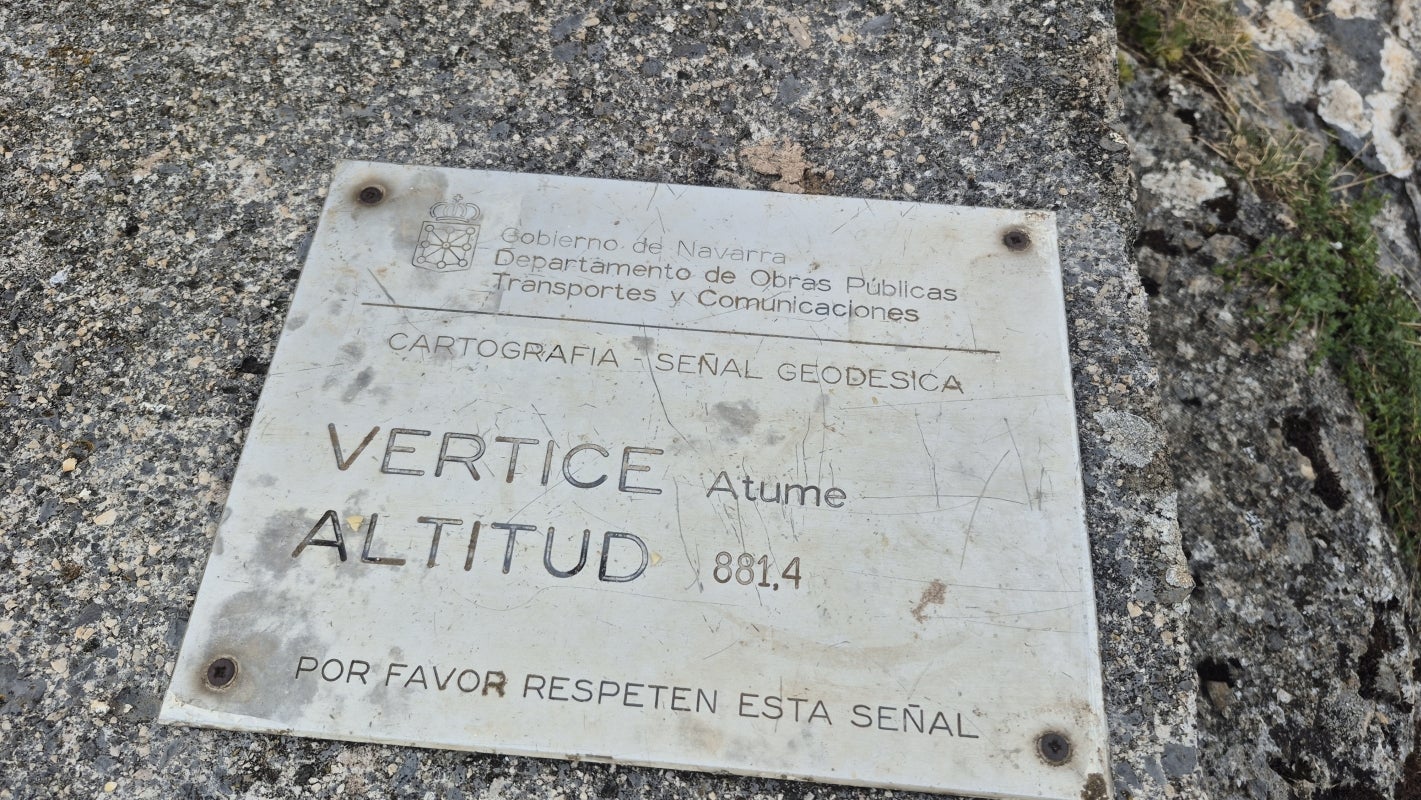 Gobierno de Navarra
Departamento de Obras Públicas
Transportes y Comunicaciones
CARTOGRAFIA - SEÑAL GEODESICA
VERTICE Atume
ALTITUD 881,4
POR FAVOR RESPETEN ESTA SEÑAL